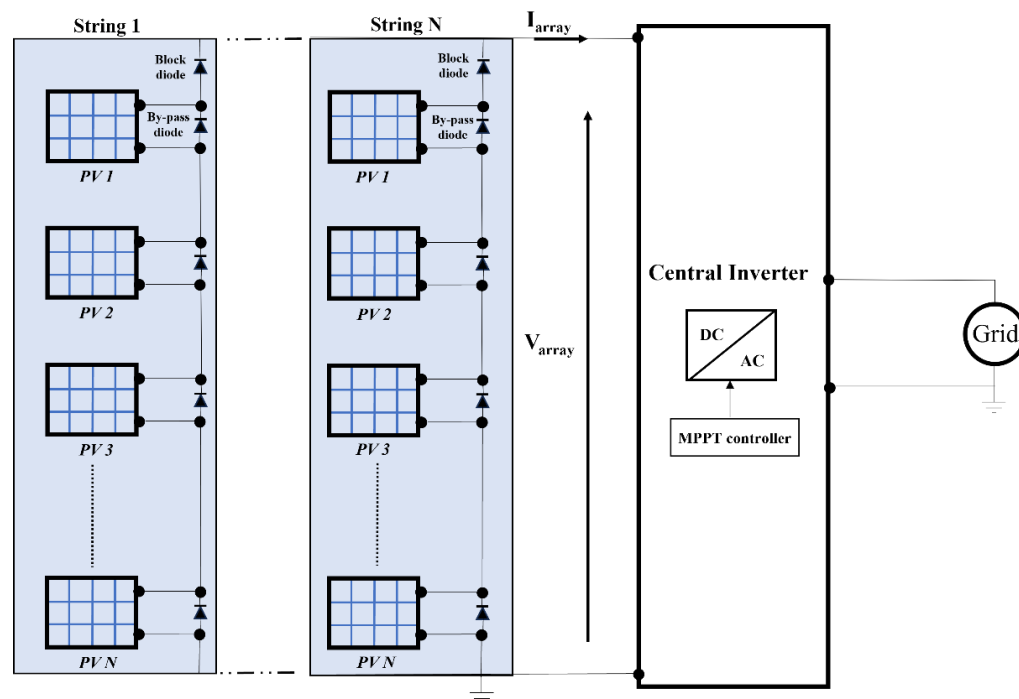 String 1
Block
diode
By-pass
diode
PV 1
PV 2
PV 3
PV N
String N
Block
diode
By-pass
diode
PV 1
PV 2
PV 3
PV N
Iarray
Varray
Central Inverter
DC
AC
MPPT controller
Grid